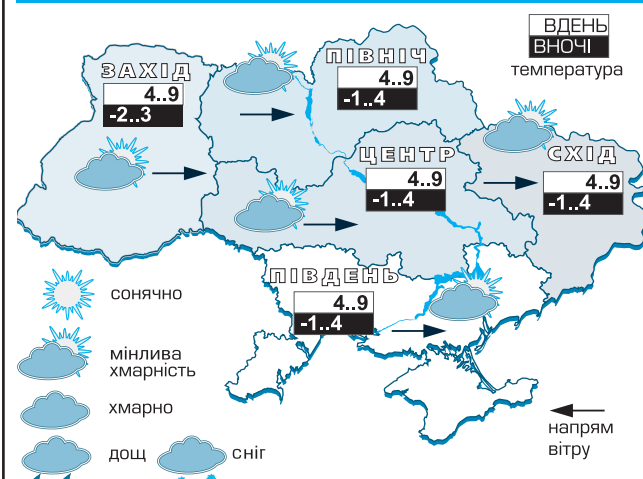 ВДЕНЬ
ВНОЧІ
температура
ЗАХІД
4..9
-2..3
ПІВНІЧ
4..9
-1..4
ЦЕНТР
4..9
-1..4
СХІД
4..9
-1..4
ПІВДЕНЬ
4..9
-1..4
сонячно
мінлива
хмарність
хмарно
дощ
сніг
напрям
вітру